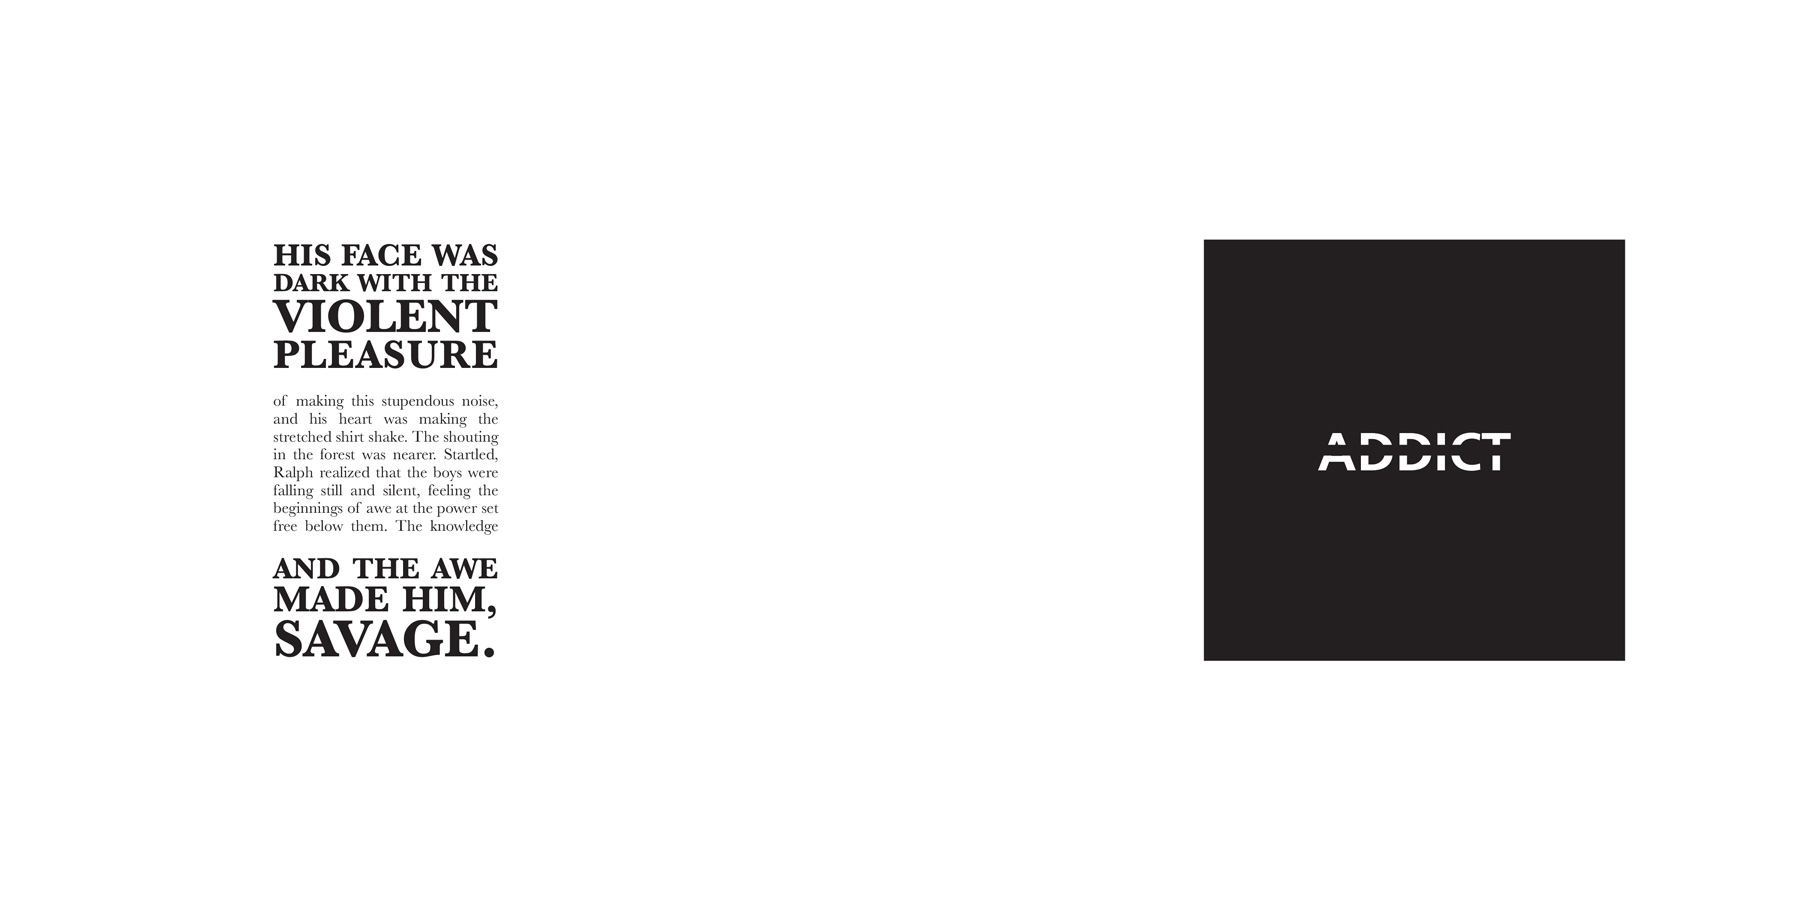 HIS FACE WAS
DARK WITH THE
VIOLENT
PLEASURE
of making this stupendous noise,
and his heart was making the
stretched shirt shake. The shouting
in the forest was nearer. Startled,
Ralph realized that the boys were
falling still and silent, feeling the
beginnings of awe at the power set
free below them. The knowledge
AND THE AWE
MADE HIM,
SAVAGE.
ADDICT